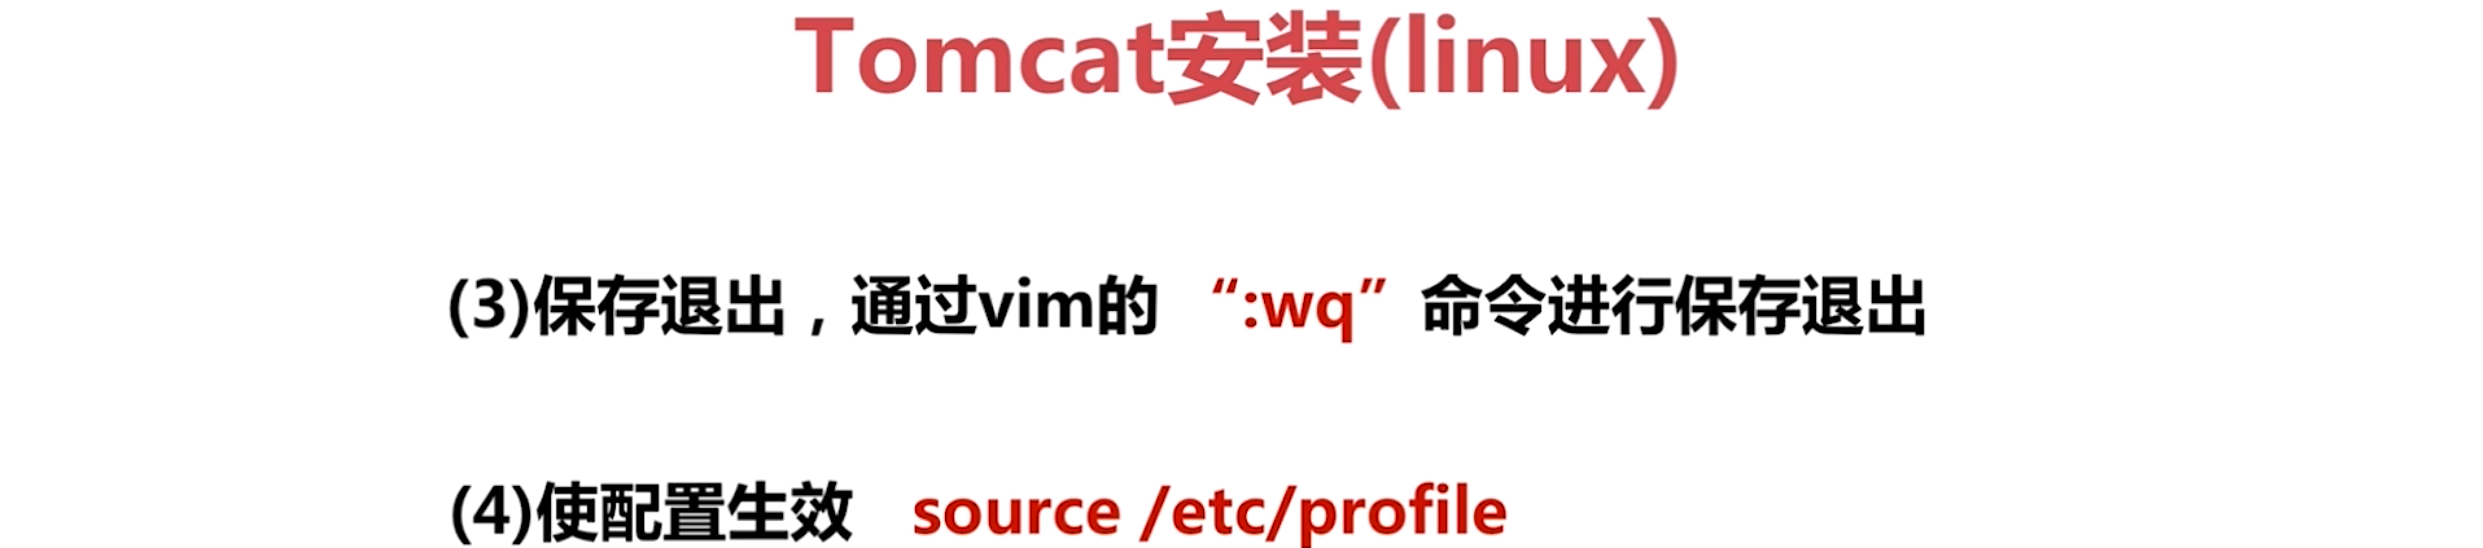 Tomcat安装(linux)
(3)保存退出，通过vim的 “:wq” 命令进行保存退出
(4)使配置生效 source /etc/profile